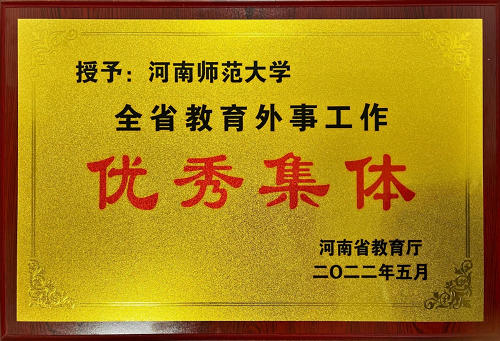 授予：河南师范大学
全省教育外事工作
优秀集体
河南省教育厅
二〇二二年五月